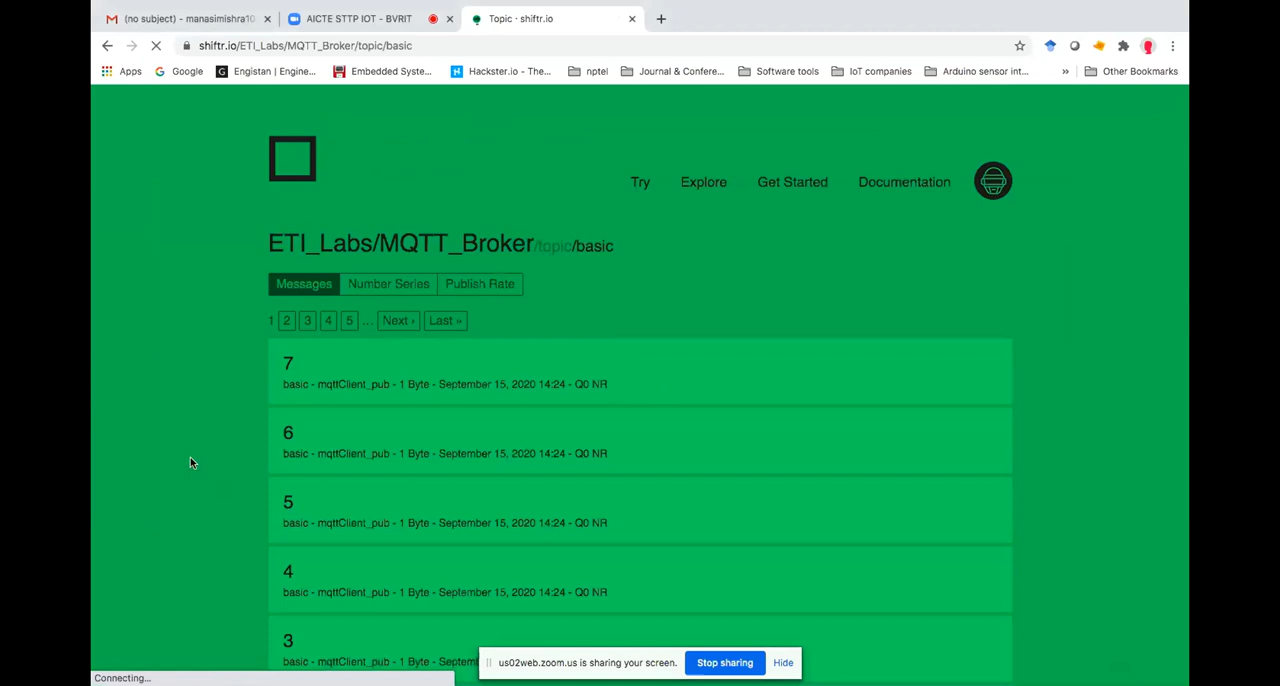 (no subject) - manasimishra10
AICTE STTP IOT - BVRIT
Topic · shiftr.io
shiftr.io/ETI_Labs/MQTT_Broker/topic/basic
Apps
Google
Engistan | Engine...
Embedded Syste...
Hackster.io - The...
nptel
Journal & Confere...
Software tools
IoT companies
Arduino sensor int...
»
Other Bookmarks
Try
Explore
Get Started
Documentation
ETI_Labs/MQTT_Broker/topic/basic
Messages
Number Series
Publish Rate
1 2 3 4 5 ... Next › Last »
7
basic - mqttClient_pub - 1 Byte - September 15, 2020 14:24 - Q0 NR
6
basic - mqttClient_pub - 1 Byte - September 15, 2020 14:24 - Q0 NR
5
basic - mqttClient_pub - 1 Byte - September 15, 2020 14:24 - Q0 NR
4
basic - mqttClient_pub - 1 Byte - September 15, 2020 14:24 - Q0 NR
3
basic - mqttClient_pub - 1 Byte - Septem
us02web.zoom.us is sharing your screen.
Stop sharing
Hide
Connecting...